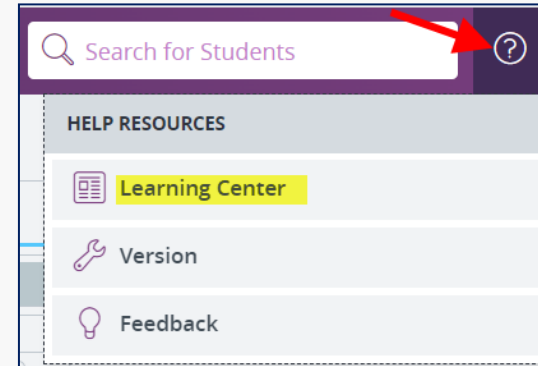 Search for Students
?
HELP RESOURCES
Learning Center
Version
Feedback